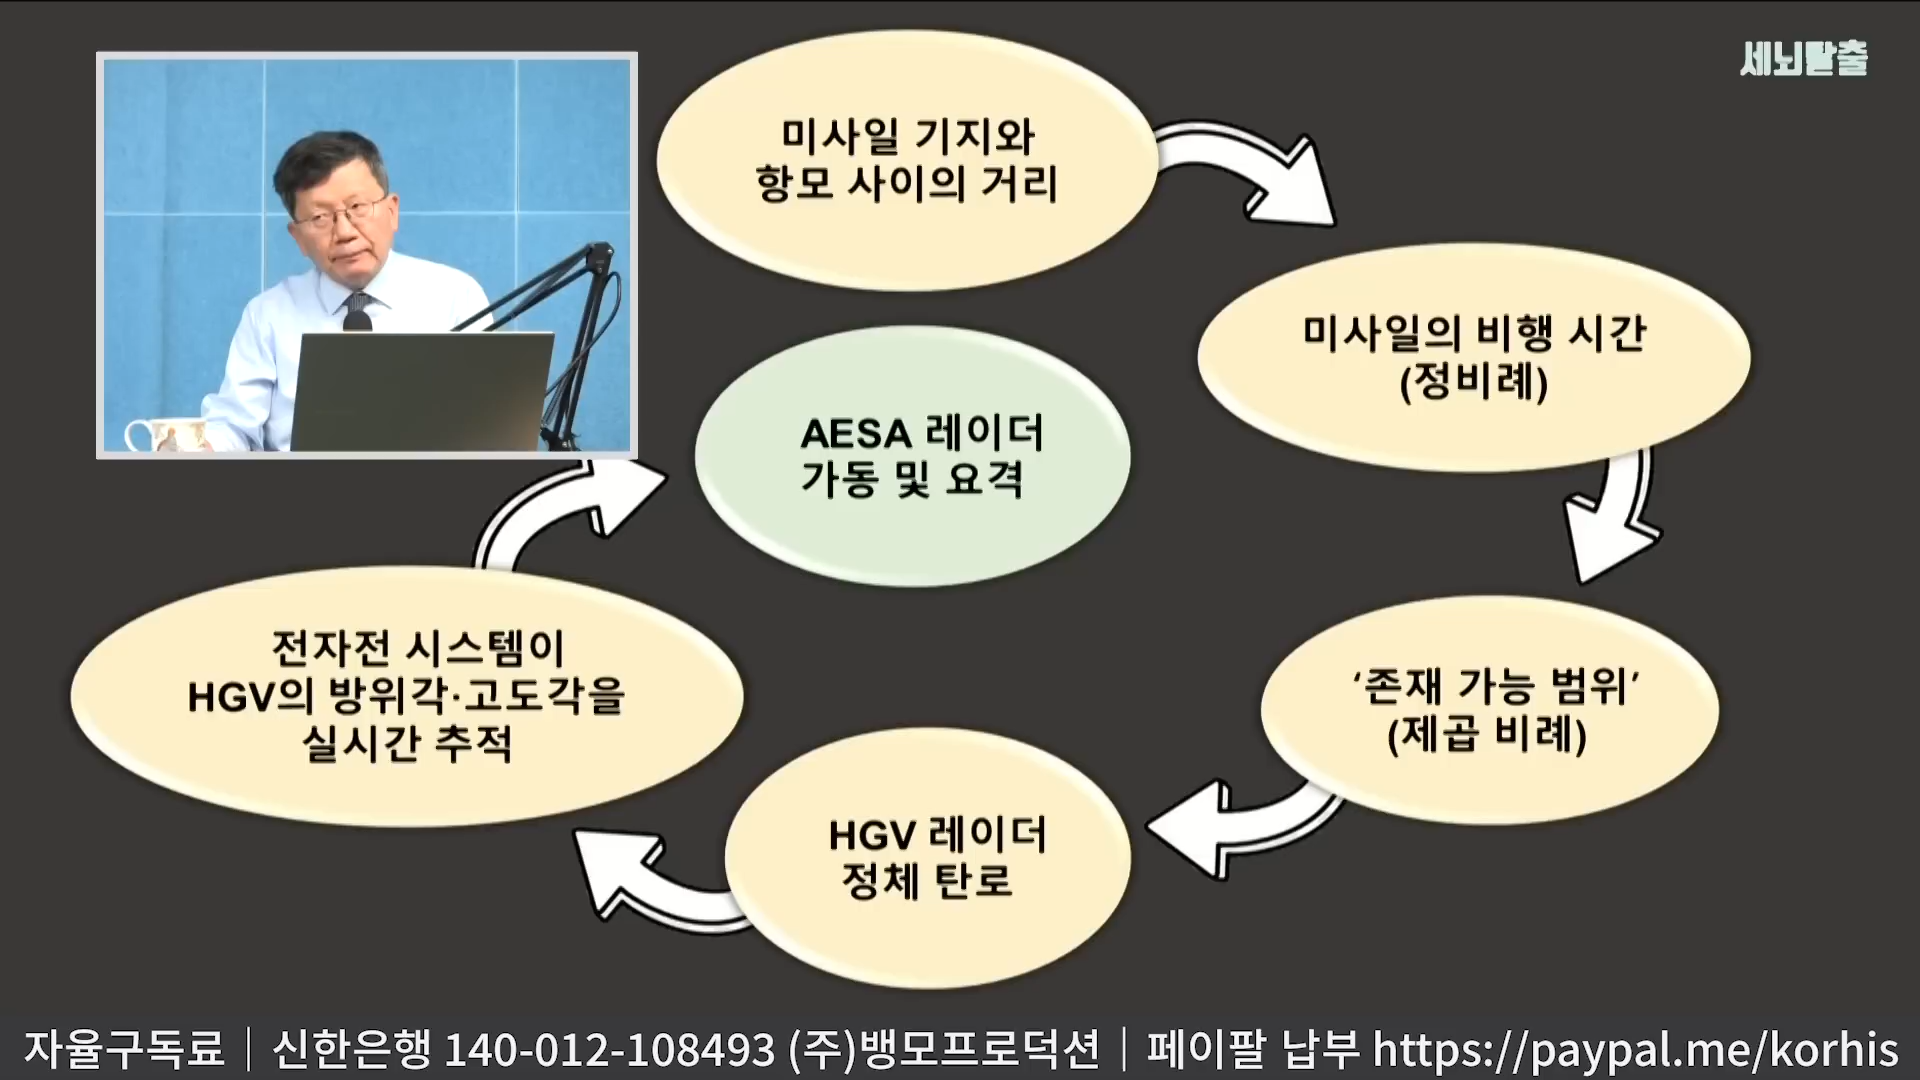 세뇌탈출
미사일 기지와
항모 사이의 거리
미사일의 비행 시간
(정비례)
‘존재 가능 범위’
(제곱 비례)
HGV 레이더
정체 탄로
전자전 시스템이
HGV의 방위각·고도각을
실시간 추적
AESA 레이더
가동 및 요격
자율구독료│신한은행 140-012-108493 (주)뱅모프로덕션│페이팔 납부 https://paypal.me/korhis